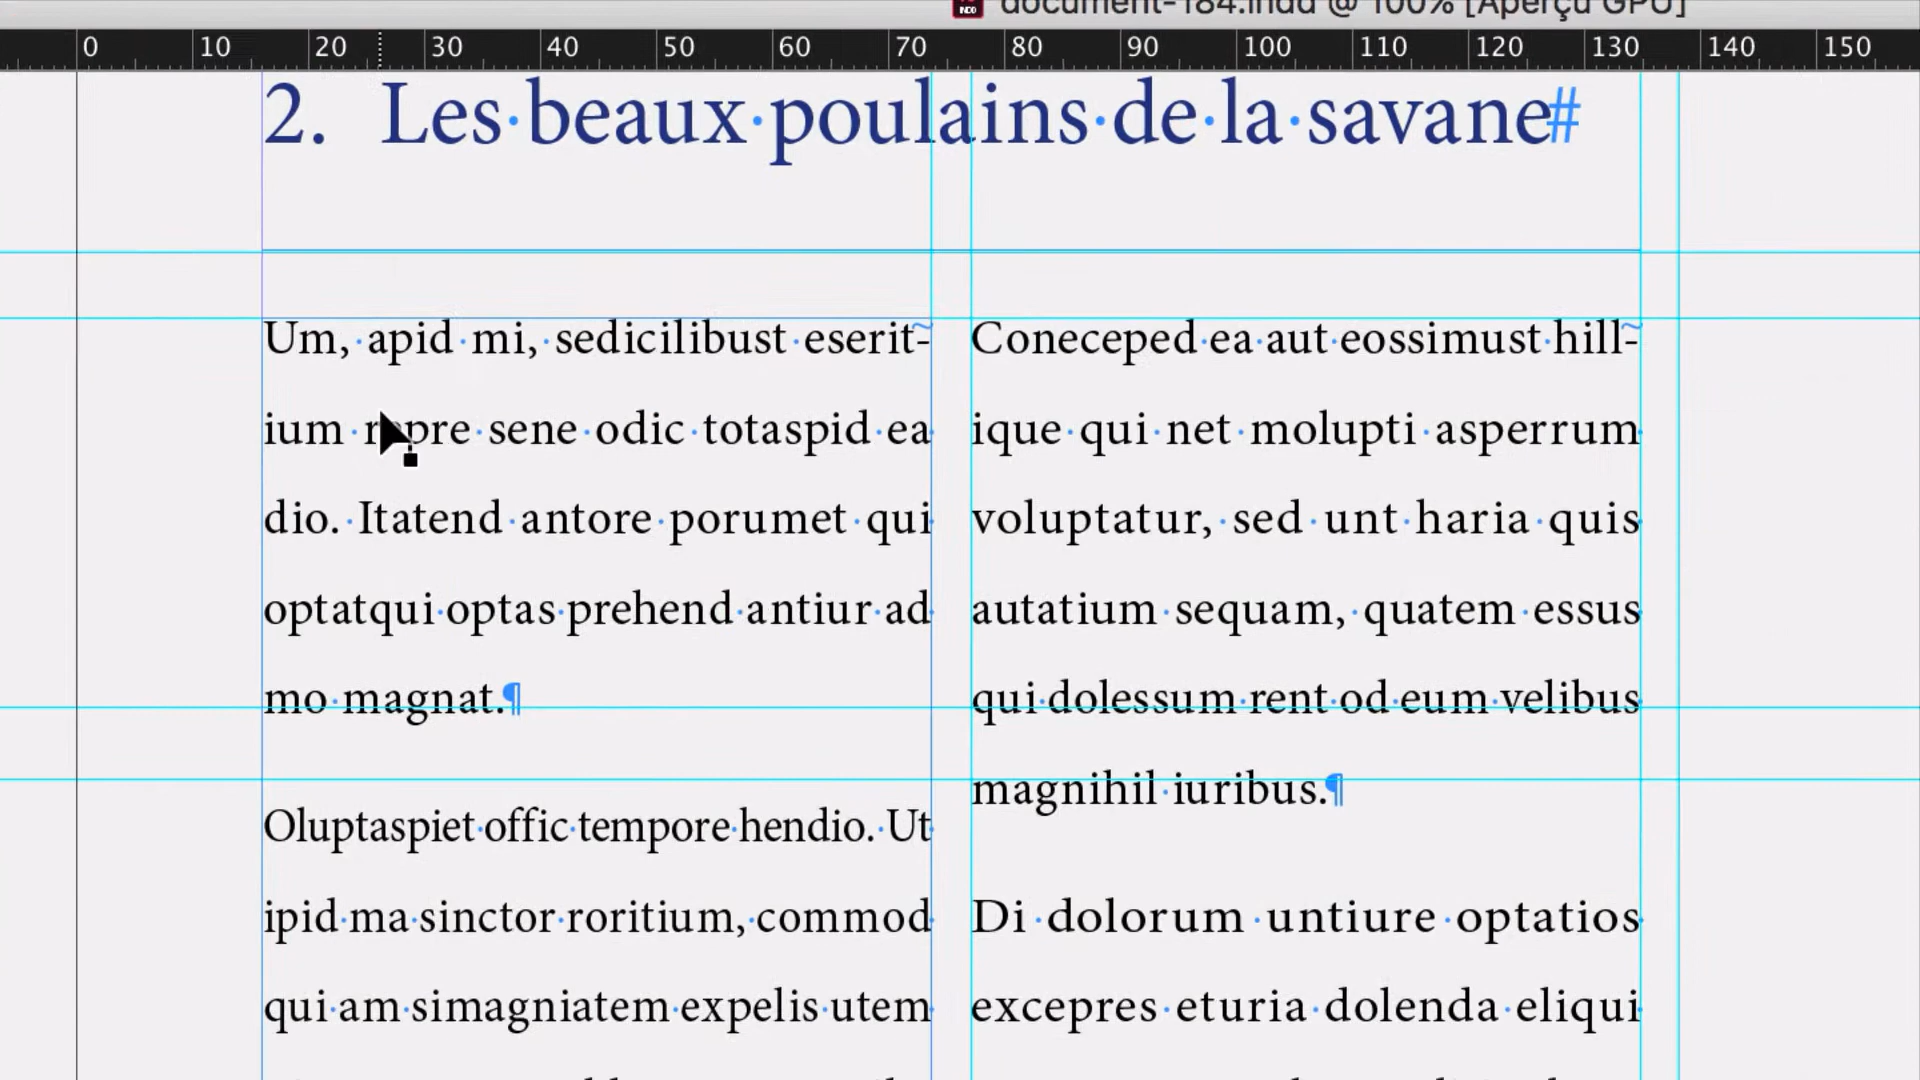 document-184.indd @ 100% [Aperçu GPU]
0 10 20 30 40 50 60 70 80 90 100 110 120 130 140 150
2. Les·beaux·poulains·de·la·savane#
Um,·apid·mi,·sedicilibust·eserit-
ium·repre·sene·odic·totaspid·ea
dio.·Itatend·antore·porumet·qui
optatqui·optas·prehend·antiur·ad
mo·magnat.¶
Oluptaspiet·offic·tempore·hendio.·Ut
ipid·ma·sinctor·roritium,·commod
qui·am·simagniatem·expelis·utem
Coneceped·ea·aut·eossimust·hill-
ique·qui·net·molupti·asperrum
voluptatur,·sed·unt·haria·quis
autatium·sequam,·quatem·essus
qui·dolessum·rent·od·eum·velibus
magnihil·iuribus.¶
Di·dolorum·untiure·optatios
excepres·eturia·dolenda·eliqui